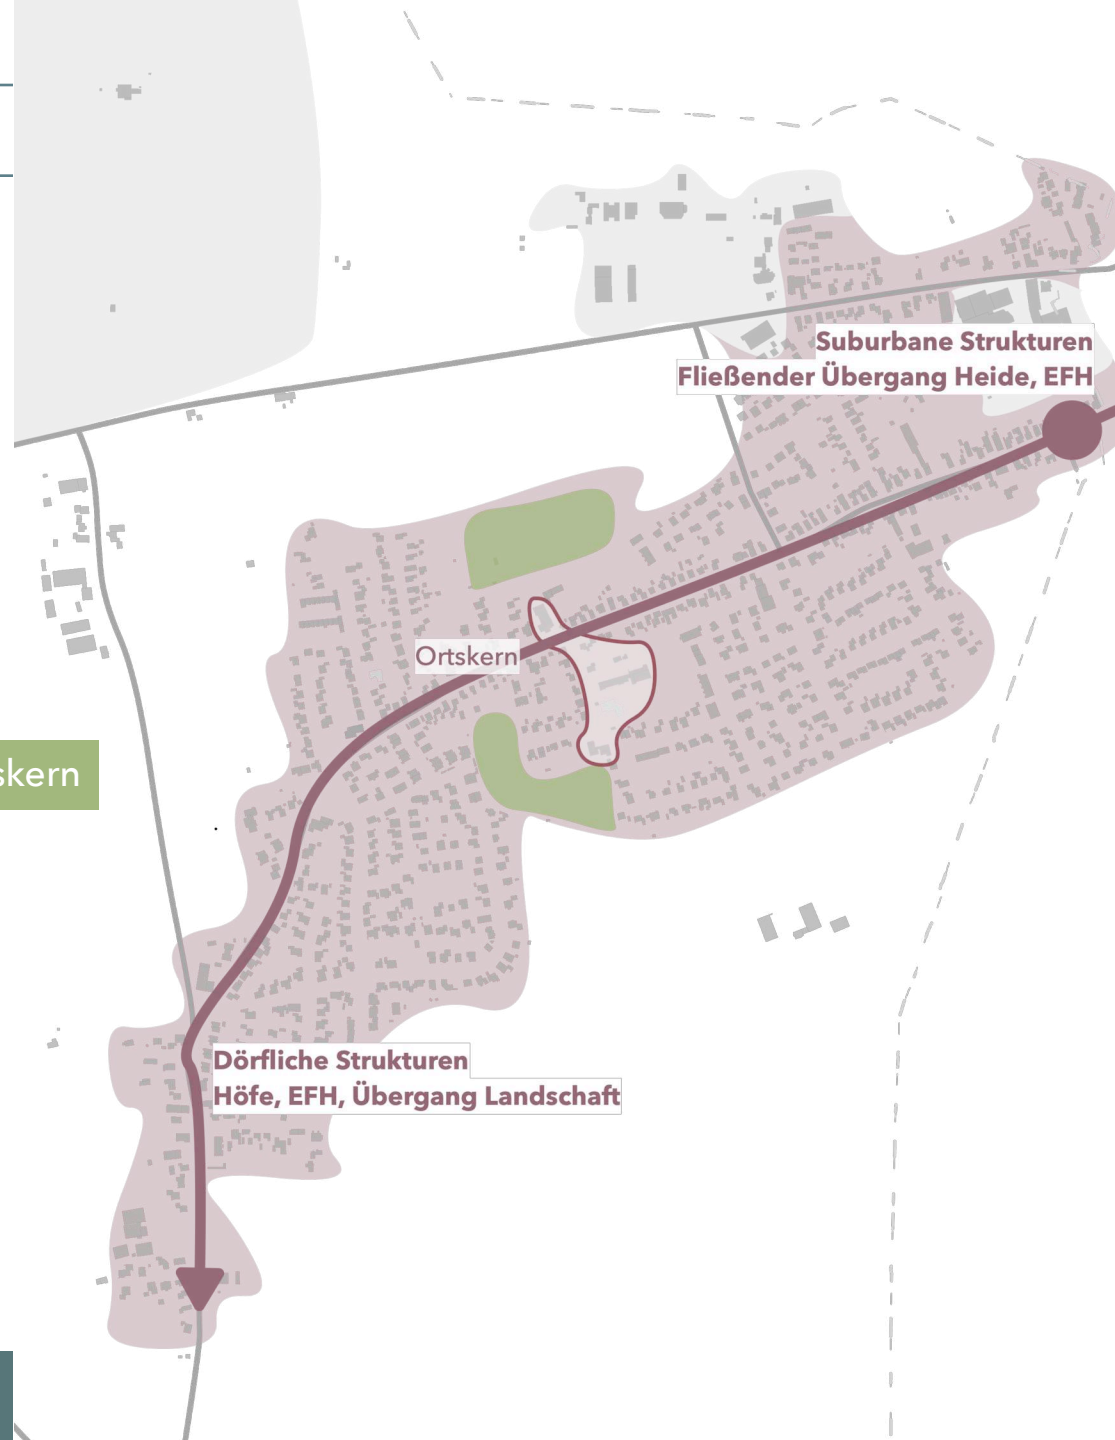 Suburbane Strukturen
Fließender Übergang Heide, EFH
Ortskern
skern
Dörfliche Strukturen
Höfe, EFH, Übergang Landschaft